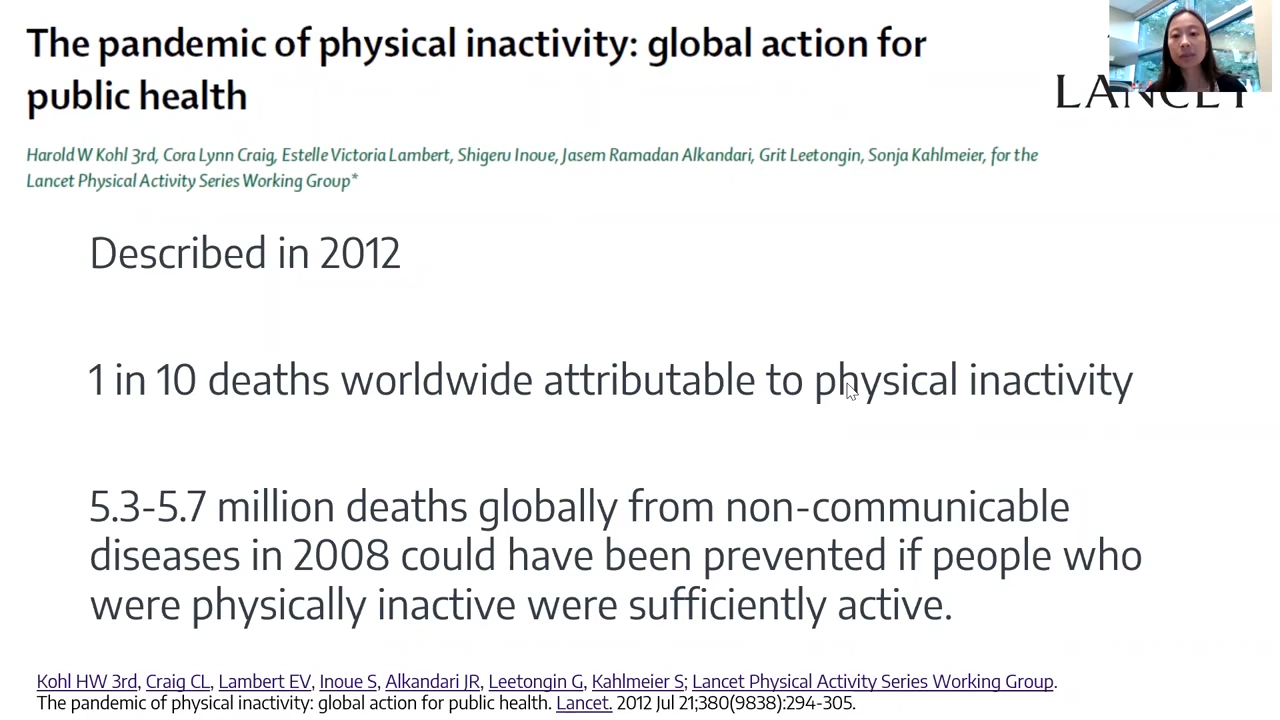 The pandemic of physical inactivity: global action for
public health
LANCET
Harold W Kohl 3rd, Cora Lynn Craig, Estelle Victoria Lambert, Shigeru Inoue, Jasem Ramadan Alkandari, Grit Leetongin, Sonja Kahlmeier, for the
Lancet Physical Activity Series Working Group*
Described in 2012
1 in 10 deaths worldwide attributable to physical inactivity
5.3-5.7 million deaths globally from non-communicable
diseases in 2008 could have been prevented if people who
were physically inactive were sufficiently active.
Kohl HW 3rd, Craig CL, Lambert EV, Inoue S, Alkandari JR, Leetongin G, Kahlmeier S; Lancet Physical Activity Series Working Group.
The pandemic of physical inactivity: global action for public health. Lancet. 2012 Jul 21;380(9838):294-305.